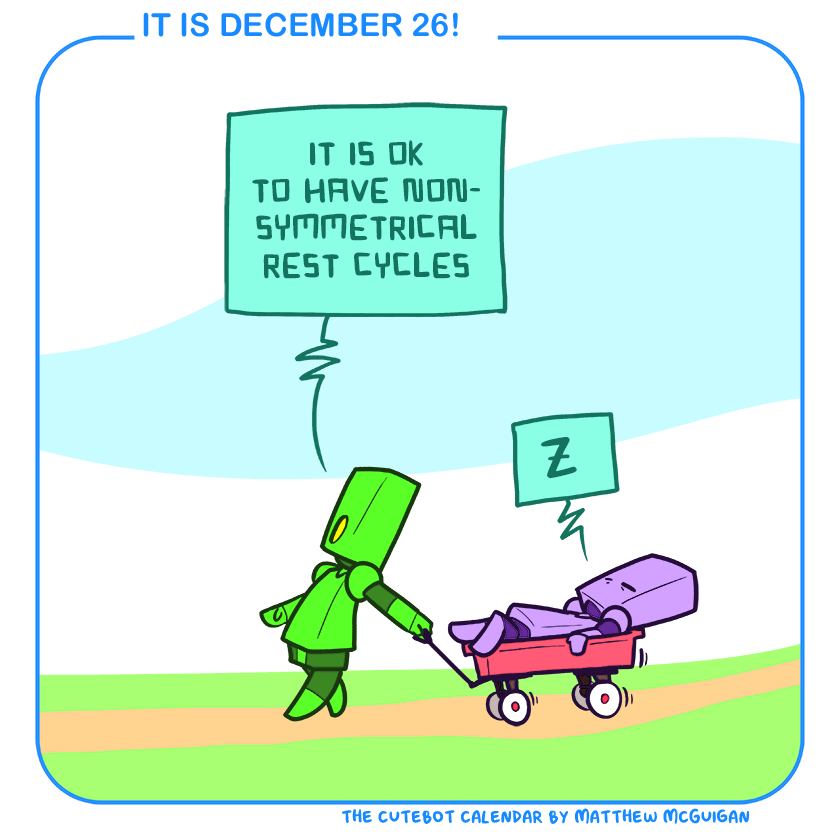 IT IS DECEMBER 26!
IT IS OK
TO HAVE NON-
SYMMETRICAL
REST CYCLES
Z
THE CUTEBOT CALENDAR BY MATTHEW MCGUIGAN